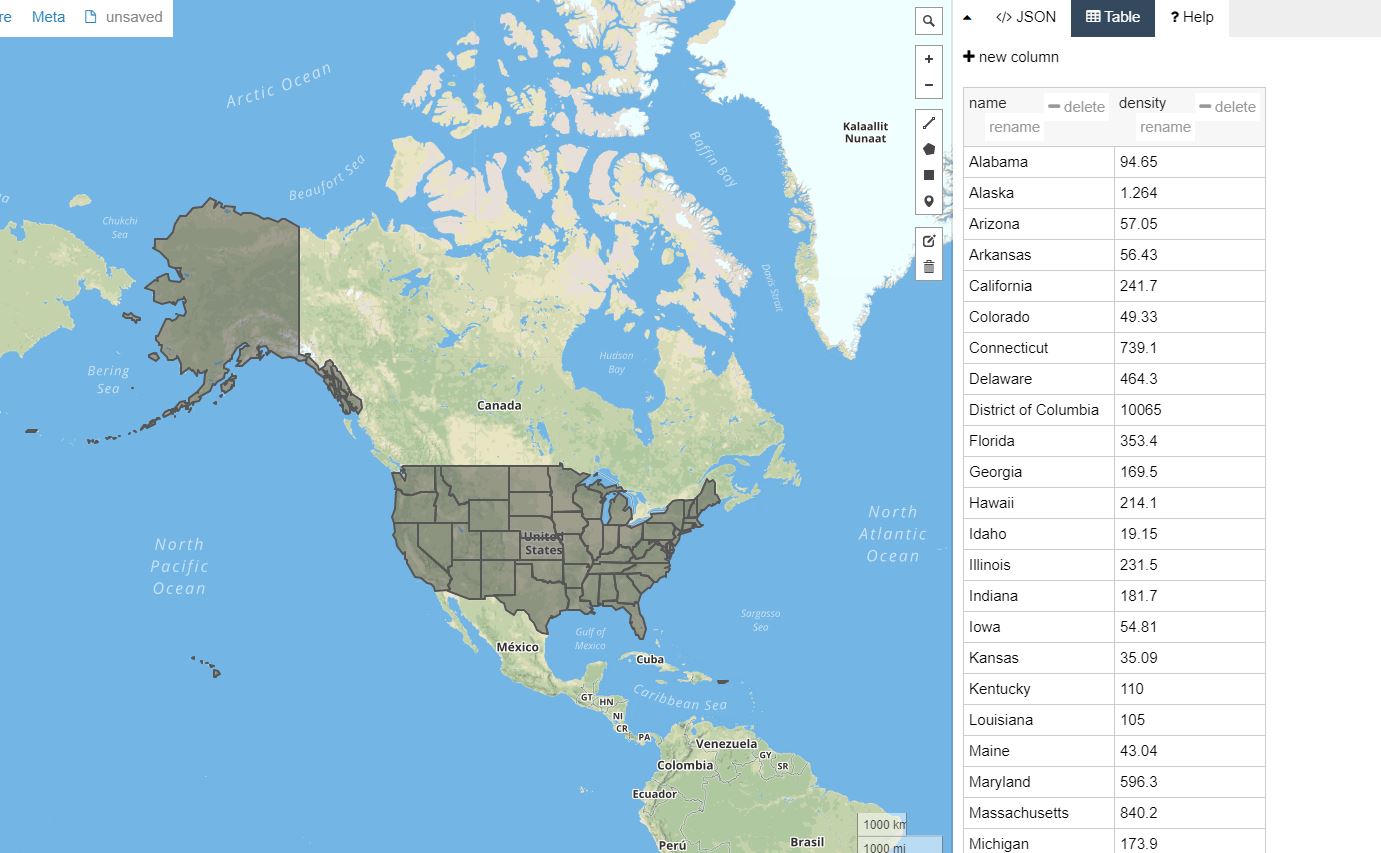 re Meta unsaved
</> JSON Table ? Help
+ new column
name delete density delete
rename rename
Alabama 94.65
Alaska 1.264
Arizona 57.05
Arkansas 56.43
California 241.7
Colorado 49.33
Connecticut 739.1
Delaware 464.3
District of Columbia 10065
Florida 353.4
Georgia 169.5
Hawaii 214.1
Idaho 19.15
Illinois 231.5
Indiana 181.7
Iowa 54.81
Kansas 35.09
Kentucky 110
Louisiana 105
Maine 43.04
Maryland 596.3
Massachusetts 840.2
Michigan 173.9
Arctic Ocean
Beaufort Sea
Baffin Bay
Kalaallit
Nunaat
Chukchi
Sea
Davis Strait
Bering
Sea
Hudson
Bay
Canada
North
Pacific
Ocean
United
States
North
Atlantic
Ocean
Sargasso
Sea
Gulf of
Mexico
México
Cuba
Caribbean Sea
GT
HN
NI
CR
PA
Venezuela
GY
SR
Colombia
Ecuador
Perú
Brasil
1000 km
1000 mi